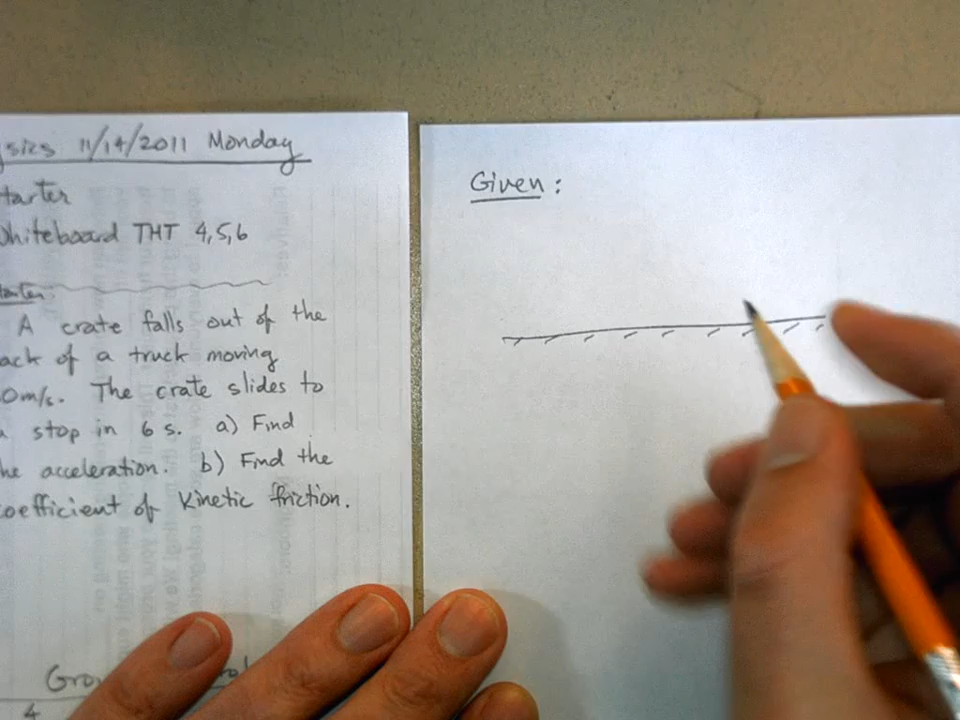 sics 11/14/2011 Monday
tarter
Whiteboard THT 4,5,6
A crate falls out of the
ack of a truck moving
0m/s. The crate slides to
a stop in 6 s. a) Find
he acceleration. b) Find the
coefficient of kinetic friction.
Gro
4
Given: